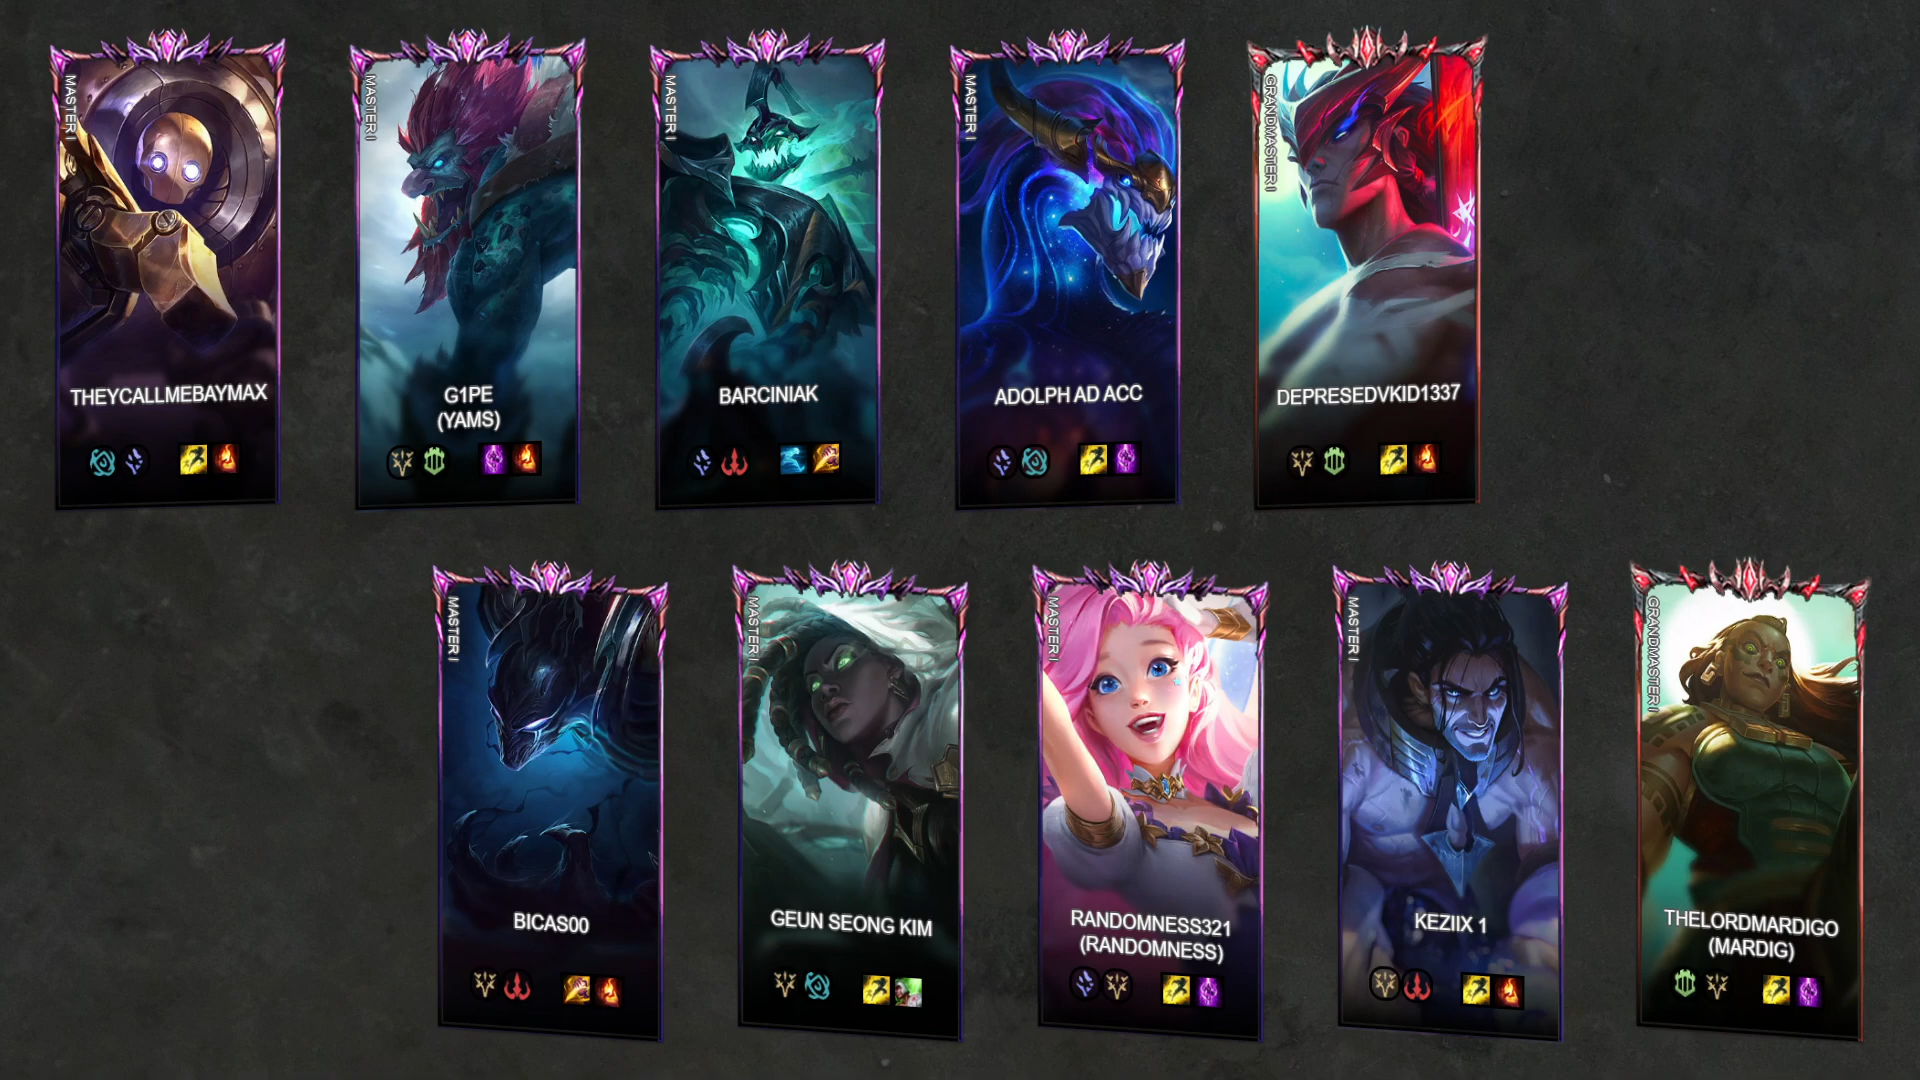 MASTER I
THEYCALLMEBAYMAX
MASTER I
G1PE
(YAMS)
MASTER I
BARCINIAK
MASTER I
ADOLPH AD ACC
GRANDMASTER I
DEPRESEDVKID1337
MASTER I
BICAS00
MASTER I
GEUN SEONG KIM
MASTER I
RANDOMNESS321
(RANDOMNESS)
MASTER I
KEZIIX 1
GRANDMASTER I
THELORDMARDIGO
(MARDIG)